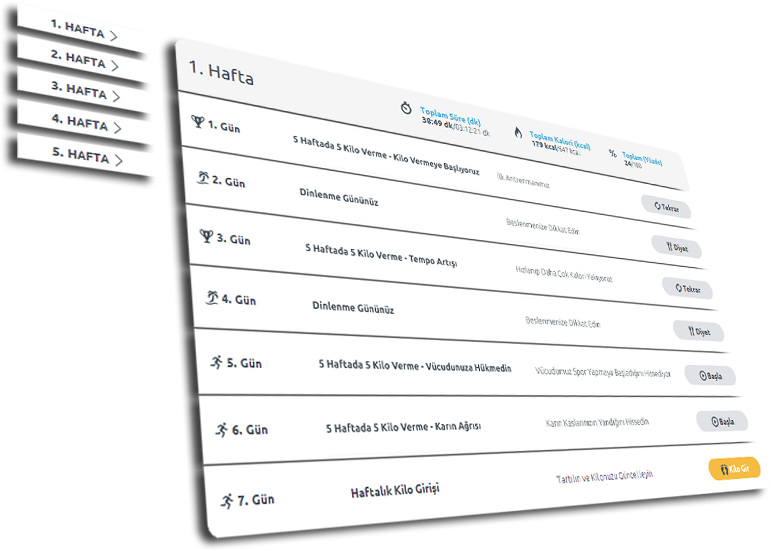 1. HAFTA
2. HAFTA
3. HAFTA
4. HAFTA
5. HAFTA
1. Hafta
Toplam Süre (dk)
38:49 dk/03:12:21 dk
Toplam Kalori (kcal)
179 kcal/547 kcal
% Toplam (Yüzde)
24/100
1. Gün 5 Haftada 5 Kilo Verme - Kilo Vermeye Başlıyoruz İlk Antrenmanımız Tekrar
2. Gün Dinlenme Gününüz Beslenmenize Dikkat Edin Diyet
3. Gün 5 Haftada 5 Kilo Verme - Tempo Artışı Hızlanıp Daha Çok Kalori Yakıyoruz Tekrar
4. Gün Dinlenme Gününüz Beslenmenize Dikkat Edin Diyet
5. Gün 5 Haftada 5 Kilo Verme - Vücudunuza Hükmedin Vücudunuz Spor Yapmaya Başladığını Hissediyor Başla
6. Gün 5 Haftada 5 Kilo Verme - Karın Ağrısı Karın Kaslarınızın Yandığını Hissedin Başla
7. Gün Haftalık Kilo Girişi Tartılın ve Kilonuzu Güncelleyin Kilo Gir